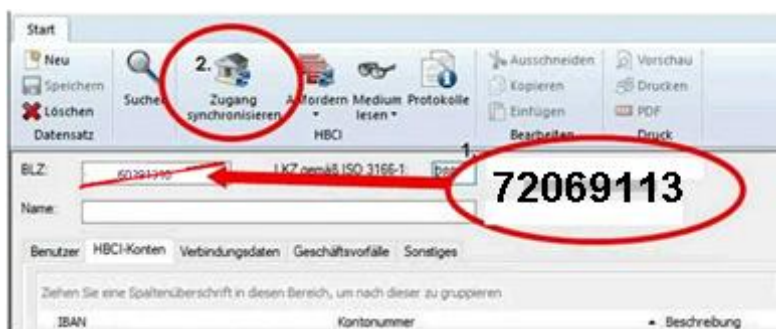 Start
Neu
Speichern
Löschen
Datensatz
Suchen
2.
Zugang
synchronisieren
Anfordern
Medium
lesen
Protokolle
HBCI
Ausschneiden
Kopieren
Einfügen
Bearbeiten
Vorschau
Drucken
PDF
Druck
1.
BLZ:
LKZ gemäß ISO 3166-1:
72069113
Name:
Benutzer HBCI-Konten Verbindungsdaten Geschäftsvorfälle Sonstiges
Ziehen Sie eine Spaltenüberschrift in diesen Bereich, um nach dieser zu gruppieren
IBAN Kontonummer Beschreibung